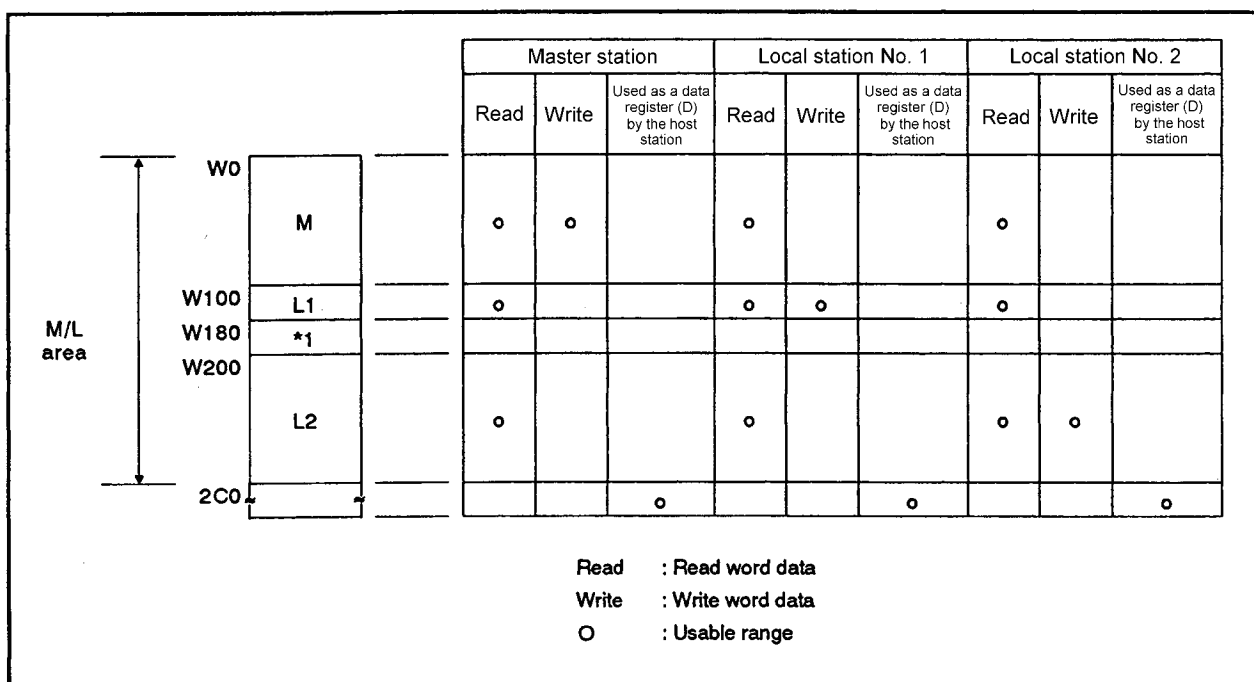 Master station Local station No. 1 Local station No. 2
Read Write Used as a data register (D) by the host station Read Write Used as a data register (D) by the host station Read Write Used as a data register (D) by the host station
W0
M o o o o
W100 L1 o o o o
M/L area
W180 *1
W200
L2 o o o o
2C0 o o o
Read : Read word data
Write : Write word data
O : Usable range